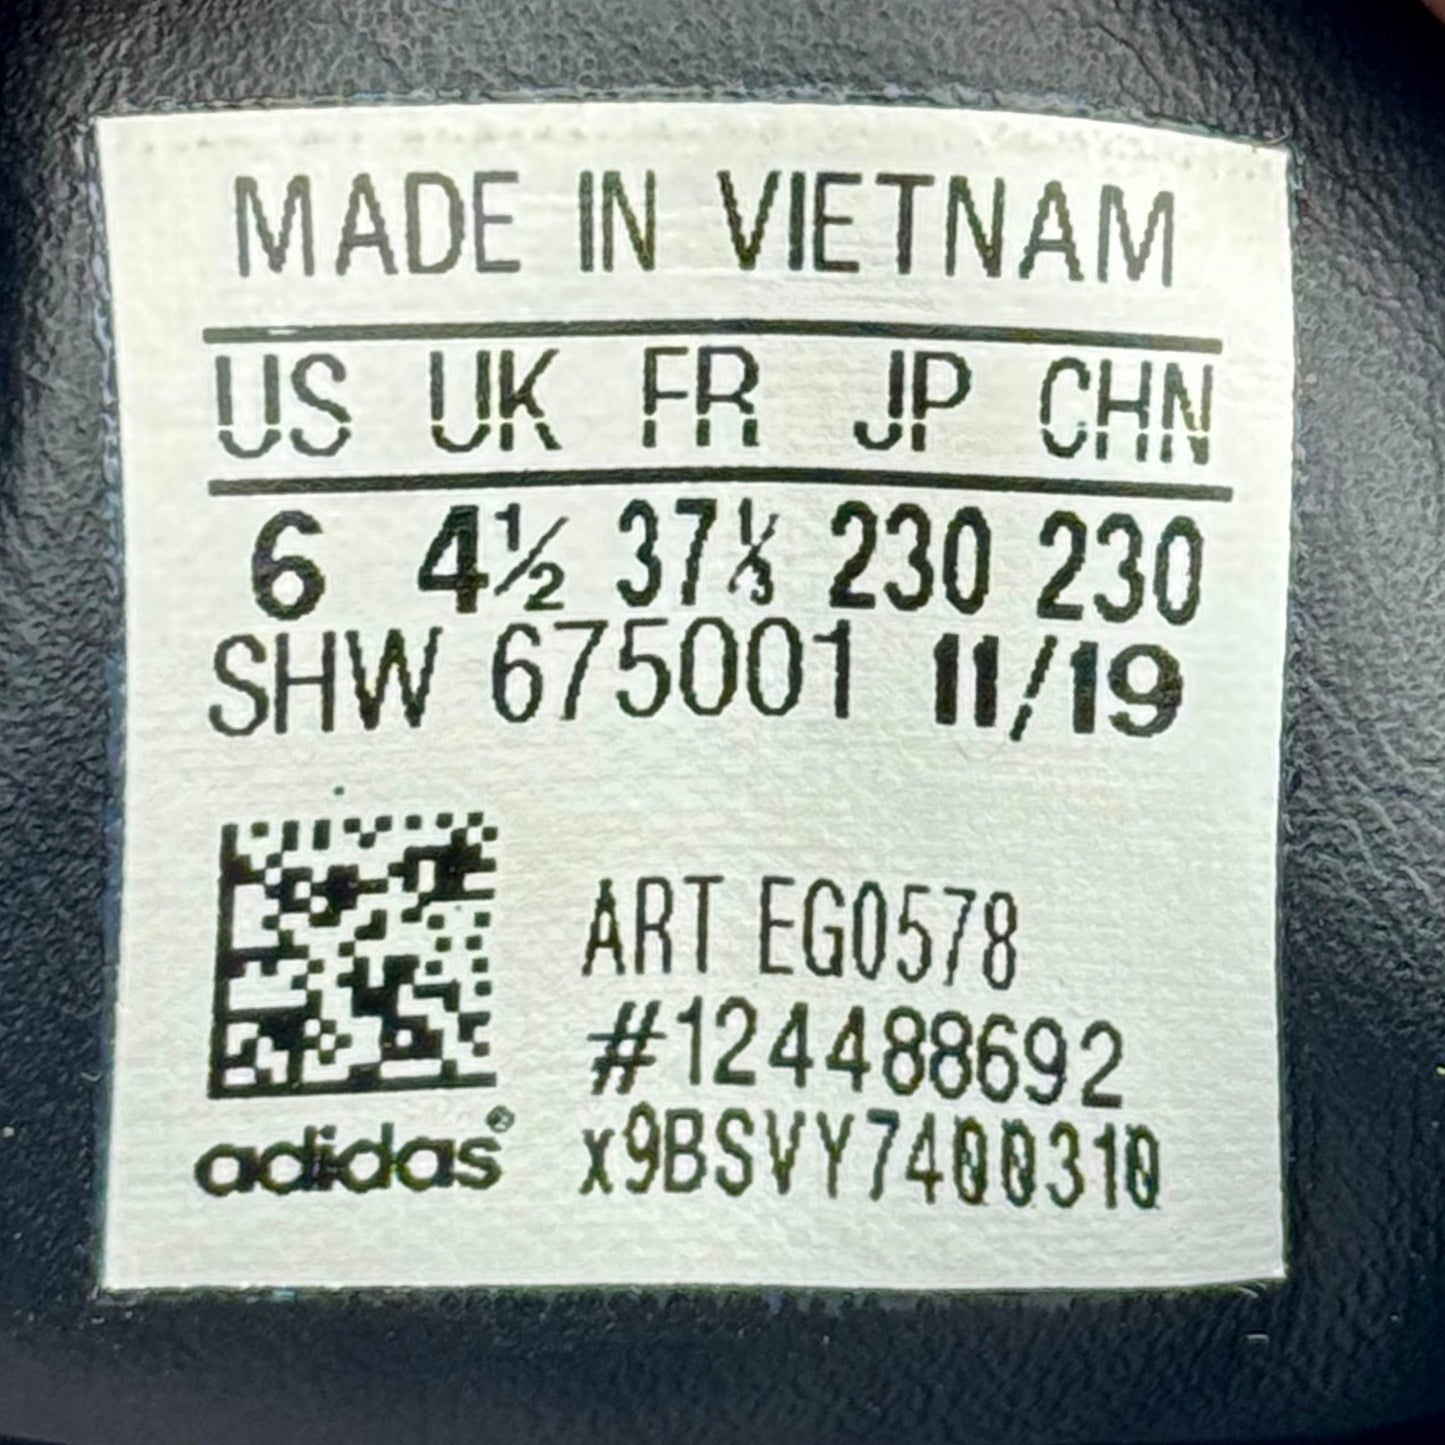 MADE IN VIETNAM
US UK FR JP CHN
6 4½ 37⅓ 230 230
SHW 675001 11/19
ART EG0578
#124488692
adidas® x9BSVY7400310